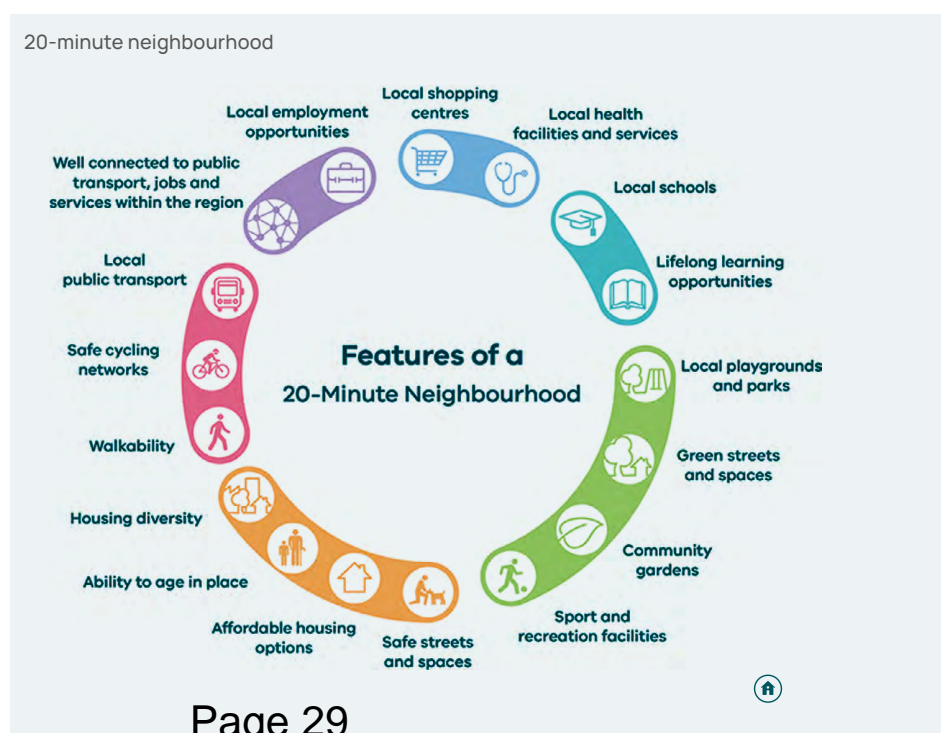 20-minute neighbourhood
Local shopping
centres
Local health
facilities and services
Local schools
Lifelong learning
opportunities
Local playgrounds
and parks
Green streets
and spaces
Community
gardens
Sport and
recreation facilities
Safe streets
and spaces
Affordable housing
options
Ability to age in place
Housing diversity
Walkability
Safe cycling
networks
Local
public transport
Well connected to public
transport, jobs and
services within the region
Local employment
opportunities
Features of a
20-Minute Neighbourhood
Page 29